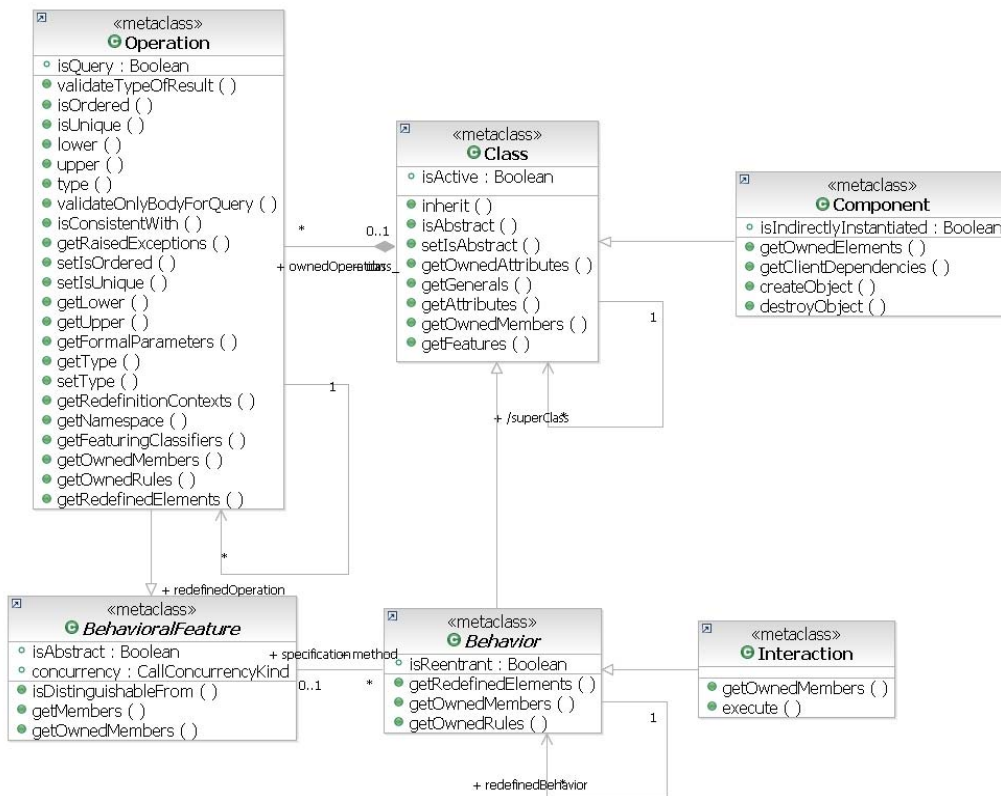 «metaclass»
Operation
isQuery : Boolean
validateTypeOfResult ( )
isOrdered ( )
isUnique ( )
lower ( )
upper ( )
type ( )
validateOnlyBodyForQuery ( )
isConsistentWith ( )
getRaisedExceptions ( )
setIsOrdered ( )
setIsUnique ( )
getLower ( )
getUpper ( )
getFormalParameters ( )
getType ( )
setType ( )
getRedefinitionContexts ( )
getNamespace ( )
getFeaturingClassifiers ( )
getOwnedMembers ( )
getOwnedRules ( )
getRedefinedElements ( )
*
0..1
+ ownedOperation
class_
«metaclass»
Class
isActive : Boolean
inherit ( )
isAbstract ( )
setIsAbstract ( )
getOwnedAttributes ( )
getGenerals ( )
getAttributes ( )
getOwnedMembers ( )
getFeatures ( )
«metaclass»
Component
isIndirectlyInstantiated : Boolean
getOwnedElements ( )
getClientDependencies ( )
createObject ( )
destroyObject ( )
1
+ /superClass
*
1
*
+ redefinedOperation
«metaclass»
BehavioralFeature
isAbstract : Boolean
concurrency : CallConcurrencyKind
isDistinguishableFrom ( )
getMembers ( )
getOwnedMembers ( )
+ specification
- method
0..1
*
«metaclass»
Behavior
isReentrant : Boolean
getRedefinedElements ( )
getOwnedMembers ( )
getOwnedRules ( )
«metaclass»
Interaction
getOwnedMembers ( )
execute ( )
1
+ redefinedBehavior
*